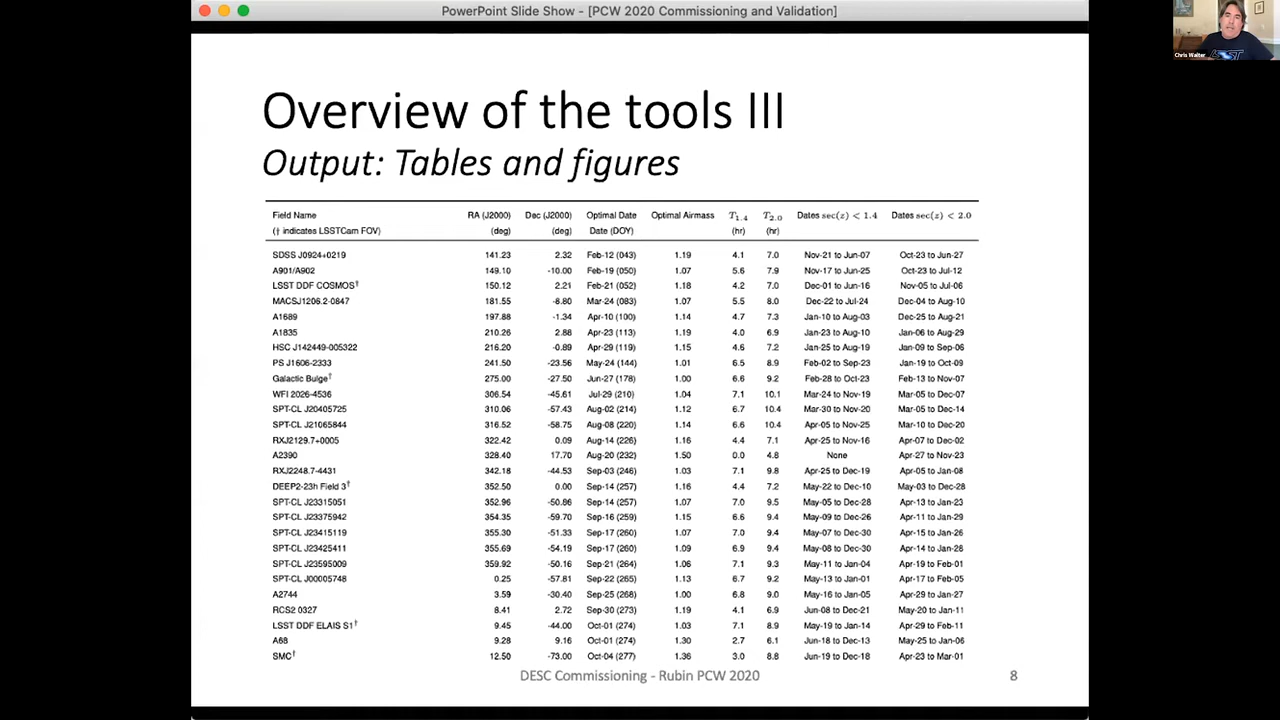 PowerPoint Slide Show - [PCW 2020 Commissioning and Validation]
Chris Walter
Overview of the tools III
Output: Tables and figures
Field Name RA (J2000) Dec (J2000) Optimal Date Optimal Airmass T1.4 T2.0 Dates sec(z) < 1.4 Dates sec(z) < 2.0
(† indicates LSSTCam FOV) (deg) (deg) Date (DOY) (hr) (hr)
SDSS J0924+0219 141.23 2.32 Feb-12 (043) 1.19 4.1 7.0 Nov-21 to Jun-07 Oct-23 to Jun-27
A901/A902 149.10 -10.00 Feb-19 (050) 1.07 5.6 7.9 Nov-17 to Jun-25 Oct-23 to Jul-12
LSST DDF COSMOS† 150.12 2.21 Feb-21 (052) 1.18 4.2 7.0 Dec-01 to Jun-16 Nov-05 to Jul-06
MACSJ1206.2-0847 181.55 -8.80 Mar-24 (083) 1.07 5.5 8.0 Dec-22 to Jul-24 Dec-04 to Aug-10
A1689 197.88 -1.34 Apr-10 (100) 1.14 4.7 7.3 Jan-10 to Aug-03 Dec-25 to Aug-21
A1835 210.26 2.88 Apr-23 (113) 1.19 4.0 6.9 Jan-23 to Aug-10 Jan-06 to Aug-29
HSC J142449-005322 216.20 -0.89 Apr-29 (119) 1.15 4.6 7.2 Jan-25 to Aug-19 Jan-09 to Sep-06
PS J1606-2333 241.50 -23.56 May-24 (144) 1.01 6.5 8.9 Feb-02 to Sep-23 Jan-19 to Oct-09
Galactic Bulge† 275.00 -27.50 Jun-27 (178) 1.00 6.6 9.2 Feb-28 to Oct-23 Feb-13 to Nov-07
WFI 2026-4536 306.54 -45.61 Jul-29 (210) 1.04 7.1 10.1 Mar-24 to Nov-19 Mar-05 to Dec-07
SPT-CL J20405725 310.06 -57.43 Aug-02 (214) 1.12 6.7 10.4 Mar-30 to Nov-20 Mar-05 to Dec-14
SPT-CL J21065844 316.52 -58.75 Aug-08 (220) 1.14 6.6 10.4 Apr-05 to Nov-25 Mar-10 to Dec-20
RXJ2129.7+0005 322.42 0.09 Aug-14 (226) 1.16 4.4 7.1 Apr-25 to Nov-16 Apr-07 to Dec-02
A2390 328.40 17.70 Aug-20 (232) 1.50 0.0 4.8 None Apr-27 to Nov-23
RXJ2248.7-4431 342.18 -44.53 Sep-03 (246) 1.03 7.1 9.8 Apr-25 to Dec-19 Apr-05 to Jan-08
DEEP2-23h Field 3† 352.50 0.00 Sep-14 (257) 1.16 4.4 7.2 May-22 to Dec-10 May-03 to Dec-28
SPT-CL J23315051 352.96 -50.86 Sep-14 (257) 1.07 7.0 9.5 May-05 to Dec-28 Apr-13 to Jan-23
SPT-CL J23375942 354.35 -59.70 Sep-16 (259) 1.15 6.6 9.4 May-09 to Dec-26 Apr-11 to Jan-29
SPT-CL J23415119 355.30 -51.33 Sep-17 (260) 1.07 7.0 9.4 May-07 to Dec-30 Apr-15 to Jan-26
SPT-CL J23425411 355.69 -54.19 Sep-17 (260) 1.09 6.9 9.4 May-08 to Dec-30 Apr-14 to Jan-28
SPT-CL J23595009 359.92 -50.16 Sep-21 (264) 1.06 7.1 9.3 May-11 to Jan-04 Apr-19 to Feb-01
SPT-CL J00005748 0.25 -57.81 Sep-22 (265) 1.13 6.7 9.2 May-13 to Jan-01 Apr-17 to Feb-05
A2744 3.59 -30.40 Sep-25 (268) 1.00 6.8 9.0 May-16 to Jan-05 Apr-29 to Jan-27
RCS2 0327 8.41 2.72 Sep-30 (273) 1.19 4.1 6.9 Jun-08 to Dec-21 May-20 to Jan-11
LSST DDF ELAIS S1† 9.45 -44.00 Oct-01 (274) 1.03 7.1 8.9 May-19 to Jan-14 Apr-29 to Feb-11
A68 9.28 9.16 Oct-01 (274) 1.30 2.7 6.1 Jun-18 to Dec-13 May-25 to Jan-06
SMC† 12.50 -73.00 Oct-04 (277) 1.36 3.0 8.8 Jun-19 to Dec-18 Apr-23 to Mar-01
DESC Commissioning - Rubin PCW 2020 8